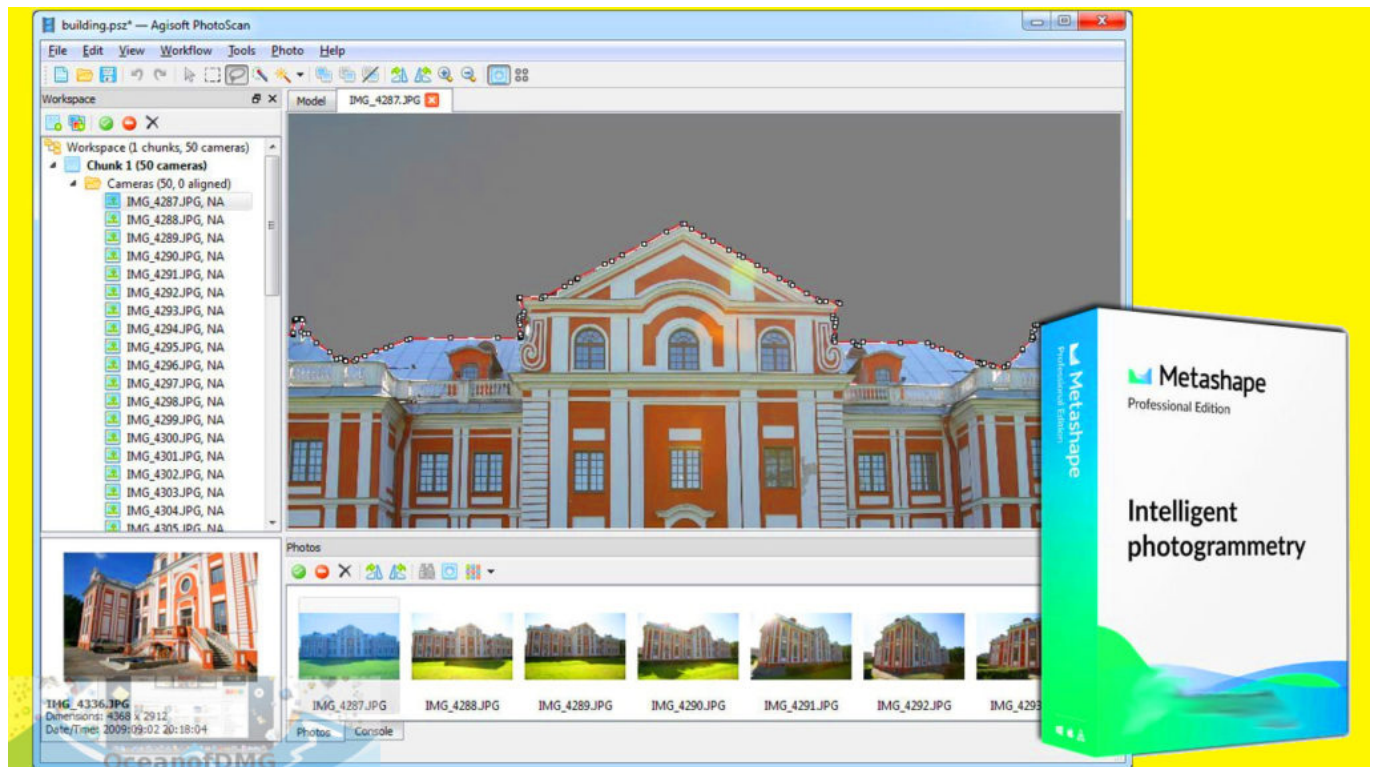 building.psz* — Agisoft PhotoScan
File Edit View Workflow Tools Photo Help
Workspace
Model IMG_4287.JPG
Workspace (1 chunks, 50 cameras)
Chunk 1 (50 cameras)
Cameras (50, 0 aligned)
IMG_4287.JPG, NA
IMG_4288.JPG, NA
IMG_4289.JPG, NA
IMG_4290.JPG, NA
IMG_4291.JPG, NA
IMG_4292.JPG, NA
IMG_4293.JPG, NA
IMG_4294.JPG, NA
IMG_4295.JPG, NA
IMG_4296.JPG, NA
IMG_4297.JPG, NA
IMG_4298.JPG, NA
IMG_4299.JPG, NA
IMG_4300.JPG, NA
IMG_4301.JPG, NA
IMG_4302.JPG, NA
IMG_4303.JPG, NA
IMG_4304.JPG, NA
IMG_4305.JPG, NA
IMG_4336.JPG
Dimensions: 4368 x 2912
Date/Time: 2009:09:02 20:18:04
OceanofDMG
Photos
IMG_4287.JPG IMG_4288.JPG IMG_4289.JPG IMG_4290.JPG IMG_4291.JPG IMG_4292.JPG IMG_4293
Photos Console
Metashape
Professional Edition
Metashape
Professional Edition
Intelligent
photogrammetry